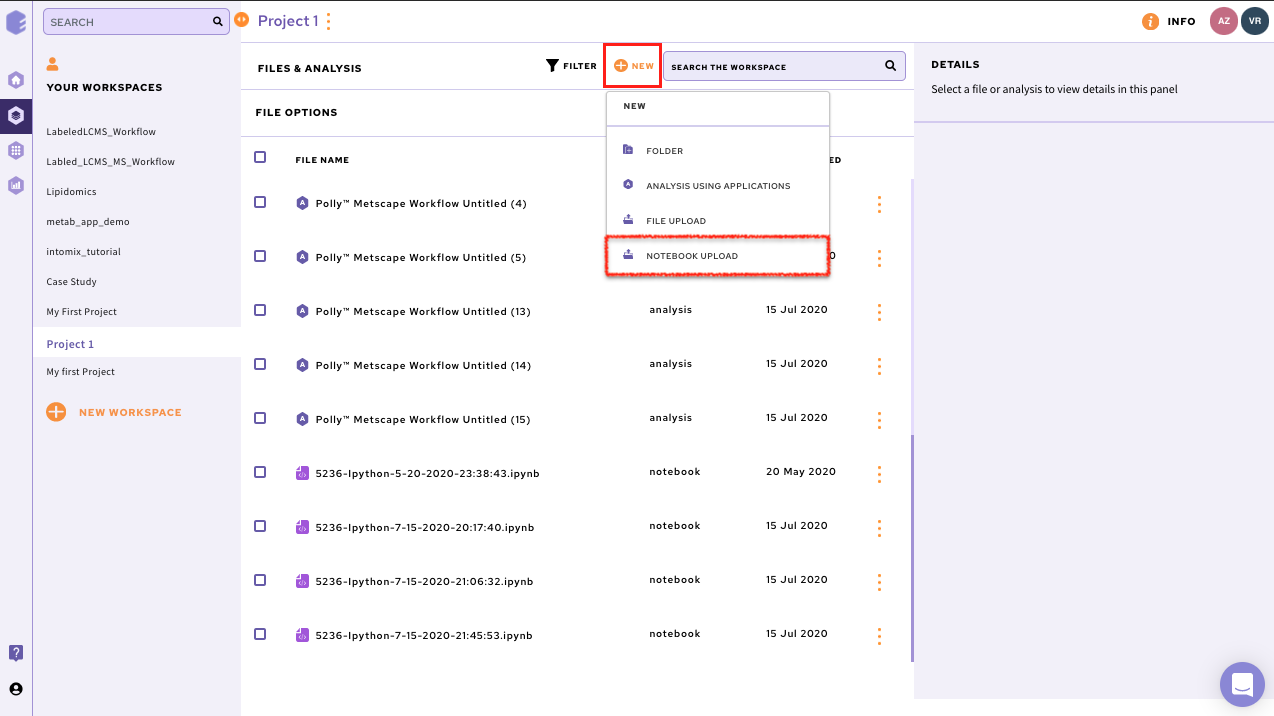 SEARCH
Project 1
INFO
AZ
VR
YOUR WORKSPACES
LabeledLCMS_Workflow
Labled_LCMS_MS_Workflow
Lipidomics
metab_app_demo
intomix_tutorial
Case Study
My First Project
Project 1
My first Project
NEW WORKSPACE
FILES & ANALYSIS
FILTER
NEW
SEARCH THE WORKSPACE
FILE OPTIONS
NEW
FOLDER
ANALYSIS USING APPLICATIONS
FILE UPLOAD
NOTEBOOK UPLOAD
FILE NAME
ED
A Polly™ Metscape Workflow Untitled (4)
A Polly™ Metscape Workflow Untitled (5) 0
A Polly™ Metscape Workflow Untitled (13) analysis 15 Jul 2020
A Polly™ Metscape Workflow Untitled (14) analysis 15 Jul 2020
A Polly™ Metscape Workflow Untitled (15) analysis 15 Jul 2020
5236-Ipython-5-20-2020-23:38:43.ipynb notebook 20 May 2020
5236-Ipython-7-15-2020-20:17:40.ipynb notebook 15 Jul 2020
5236-Ipython-7-15-2020-21:06:32.ipynb notebook 15 Jul 2020
5236-Ipython-7-15-2020-21:45:53.ipynb notebook 15 Jul 2020
DETAILS
Select a file or analysis to view details in this panel